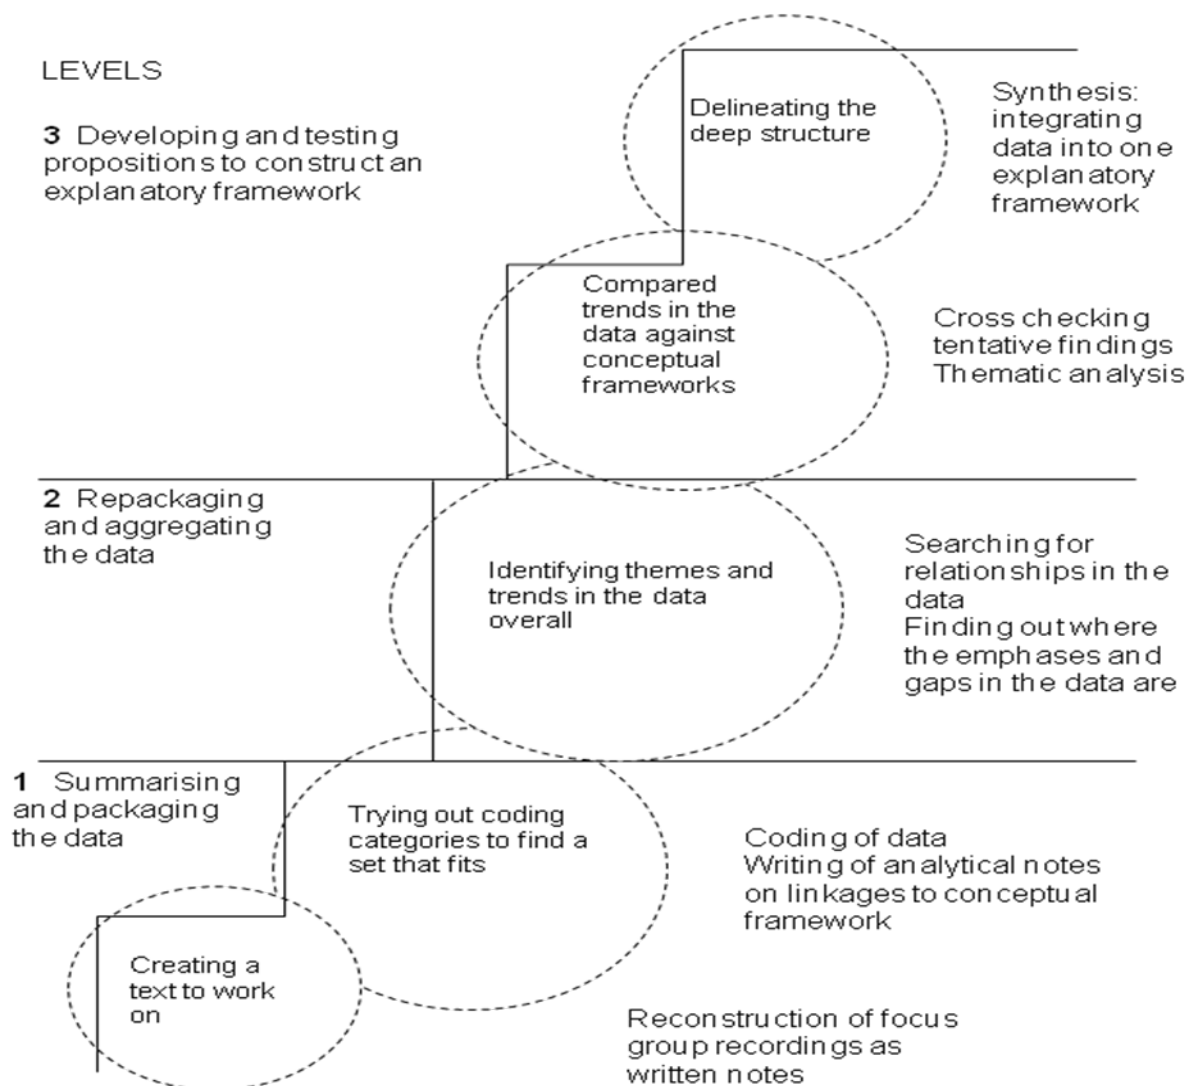 LEVELS
3 Developing and testing
propositions to construct an
explanatory framework
Delineating the
deep structure
Synthesis:
integrating
data into one
explanatory
framework
Compared
trends in the
data against
conceptual
frameworks
Cross checking
tentative findings
Thematic analysis
2 Repackaging
and aggregating
the data
Identifying themes and
trends in the data
overall
Searching for
relationships in the
data
Finding out where
the emphases and
gaps in the data are
1 Summarising
and packaging
the data
Trying out coding
categories to find a
set that fits
Coding of data
Writing of analytical notes
on linkages to conceptual
framework
Creating a
text to work
on
Reconstruction of focus
group recordings as
written notes